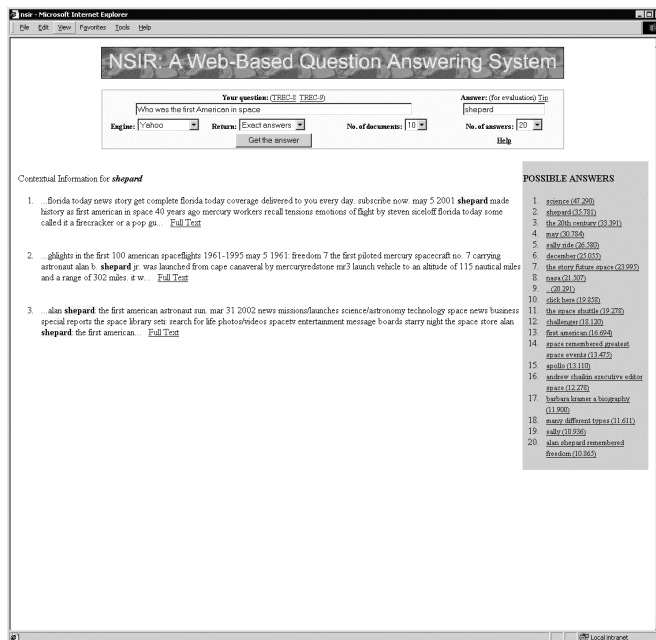 nsir - Microsoft Internet Explorer
File Edit View Favorites Tools Help
NSIR: A Web-Based Question Answering System
Your question: (TREC-8 TREC-9) Answer: (for evaluation) Tip
Who was the first American in space shepard
Engine: Yahoo Return: Exact answers No. of documents: 10 No. of answers: 20
Get the answer Help
Contextual Information for shepard
1. ...florida today news story get complete florida today coverage delivered to you every day. subscribe now. may 5 2001 shepard made
history as first american in space 40 years ago mercury workers recall tensions emotions of flight by steven siceloff florida today some
called it a firecracker or a pop gu... Full Text
2. ...ghlights in the first 100 american spaceflights 1961-1995 may 5 1961: freedom 7 the first piloted mercury spacecraft no. 7 carrying
astronaut alan b. shepard jr. was launched from cape canaveral by mercuryredstone mr3 launch vehicle to an altitude of 115 nautical miles
and a range of 302 miles. it w... Full Text
3. ...alan shepard: the first american astronaut sun. mar 31 2002 news missions/launches science/astronomy technology space news business
special reports the space library seti: search for life photos/videos spacetv entertainment message boards starry night the space store alan
shepard: the first american... Full Text
POSSIBLE ANSWERS
1. science (47.290)
2. shepard (35.781)
3. the 20th century (33.391)
4. may (30.784)
5. sally ride (26.580)
6. december (25.055)
7. the story future space (23.995)
8. nasa (21.507)
9. .. (20.291)
10. click here (19.858)
11. the space shuttle (19.278)
12. challenger (18.120)
13. first american (16.694)
14. space remembered greatest
space events (13.475)
15. apollo (13.110)
16. andrew chaikin executive editor
space (12.278)
17. barbara kramer a biography
(11.900)
18. many different types (11.611)
19. sally (10.936)
20. alan shepard remembered
freedom (10.865)
Local intranet